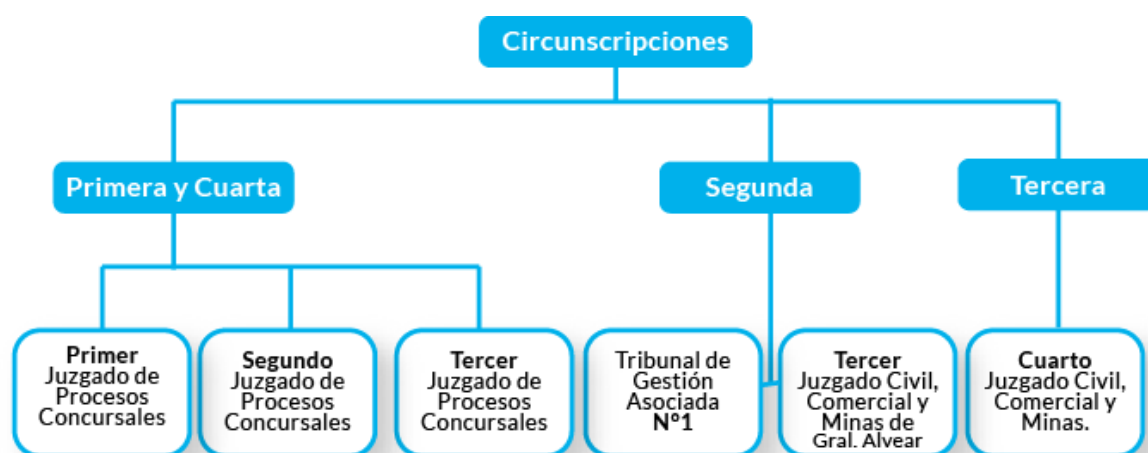 Circunscripciones
Primera y Cuarta
Segunda
Tercera
Primer
Juzgado de
Procesos
Concursales
Segundo
Juzgado de
Procesos
Concursales
Tercer
Juzgado de
Procesos
Concursales
Tribunal de
Gestión
Asociada
Nº1
Tercer
Juzgado Civil,
Comercial y
Minas de
Gral. Alvear
Cuarto
Juzgado Civil,
Comercial y
Minas.